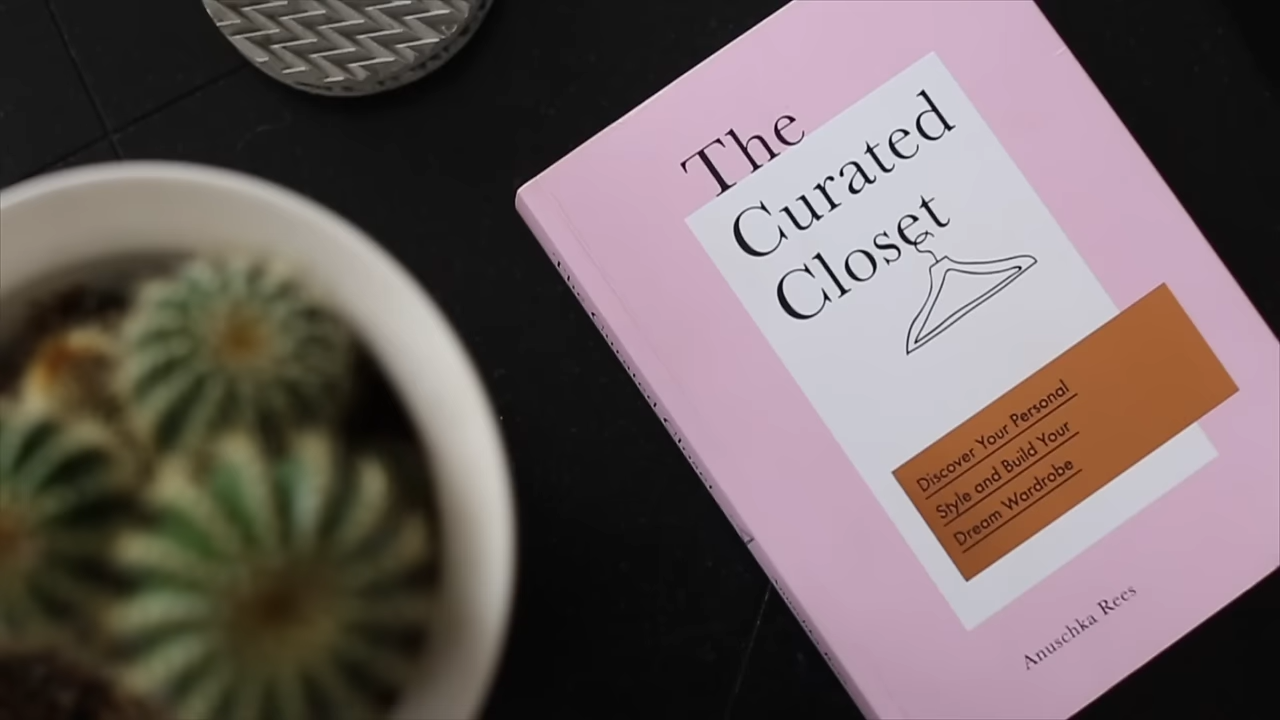 The
Curated
Closet
Discover Your Personal
Style and Build Your
Dream Wardrobe
Anuschka Rees